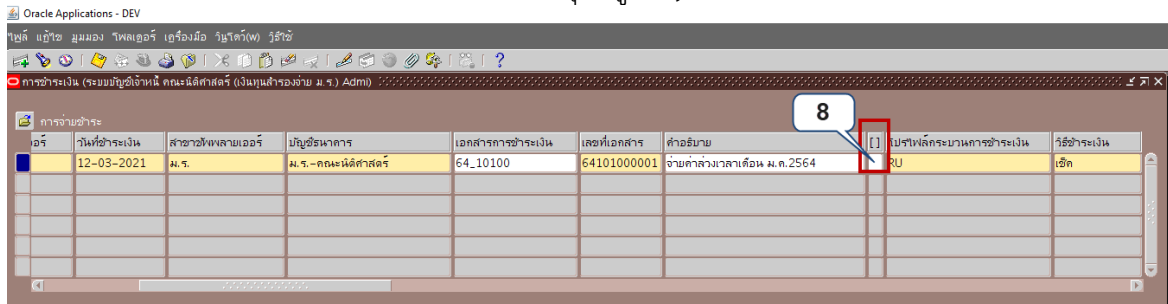 Oracle Applications - DEV
ไฟล์ แก้ไข มุมมอง โฟลเดอร์ เครื่องมือ วินโดว์(w) วิธีใช้
การชำระเงิน (ระบบบัญชีเจ้าหนี้ คณะนิติศาสตร์ (เงินทุนสำรองจ่าย ม.ร.) Admi)
8
การจ่ายชำระ
อร์ วันที่ชำระเงิน สาขาซัพพลายเออร์ บัญชีธนาคาร เอกสารการชำระเงิน เลขที่เอกสาร คำอธิบาย [ ] โปรไฟล์กระบวนการชำระเงิน วิธีชำระเงิน
12-03-2021 ม.ร. ม.ร.-คณะนิติศาสตร์ 64_10100 64101000001 จ่ายค่าล่วงเวลาเดือน ม.ค.2564 RU เช็ค